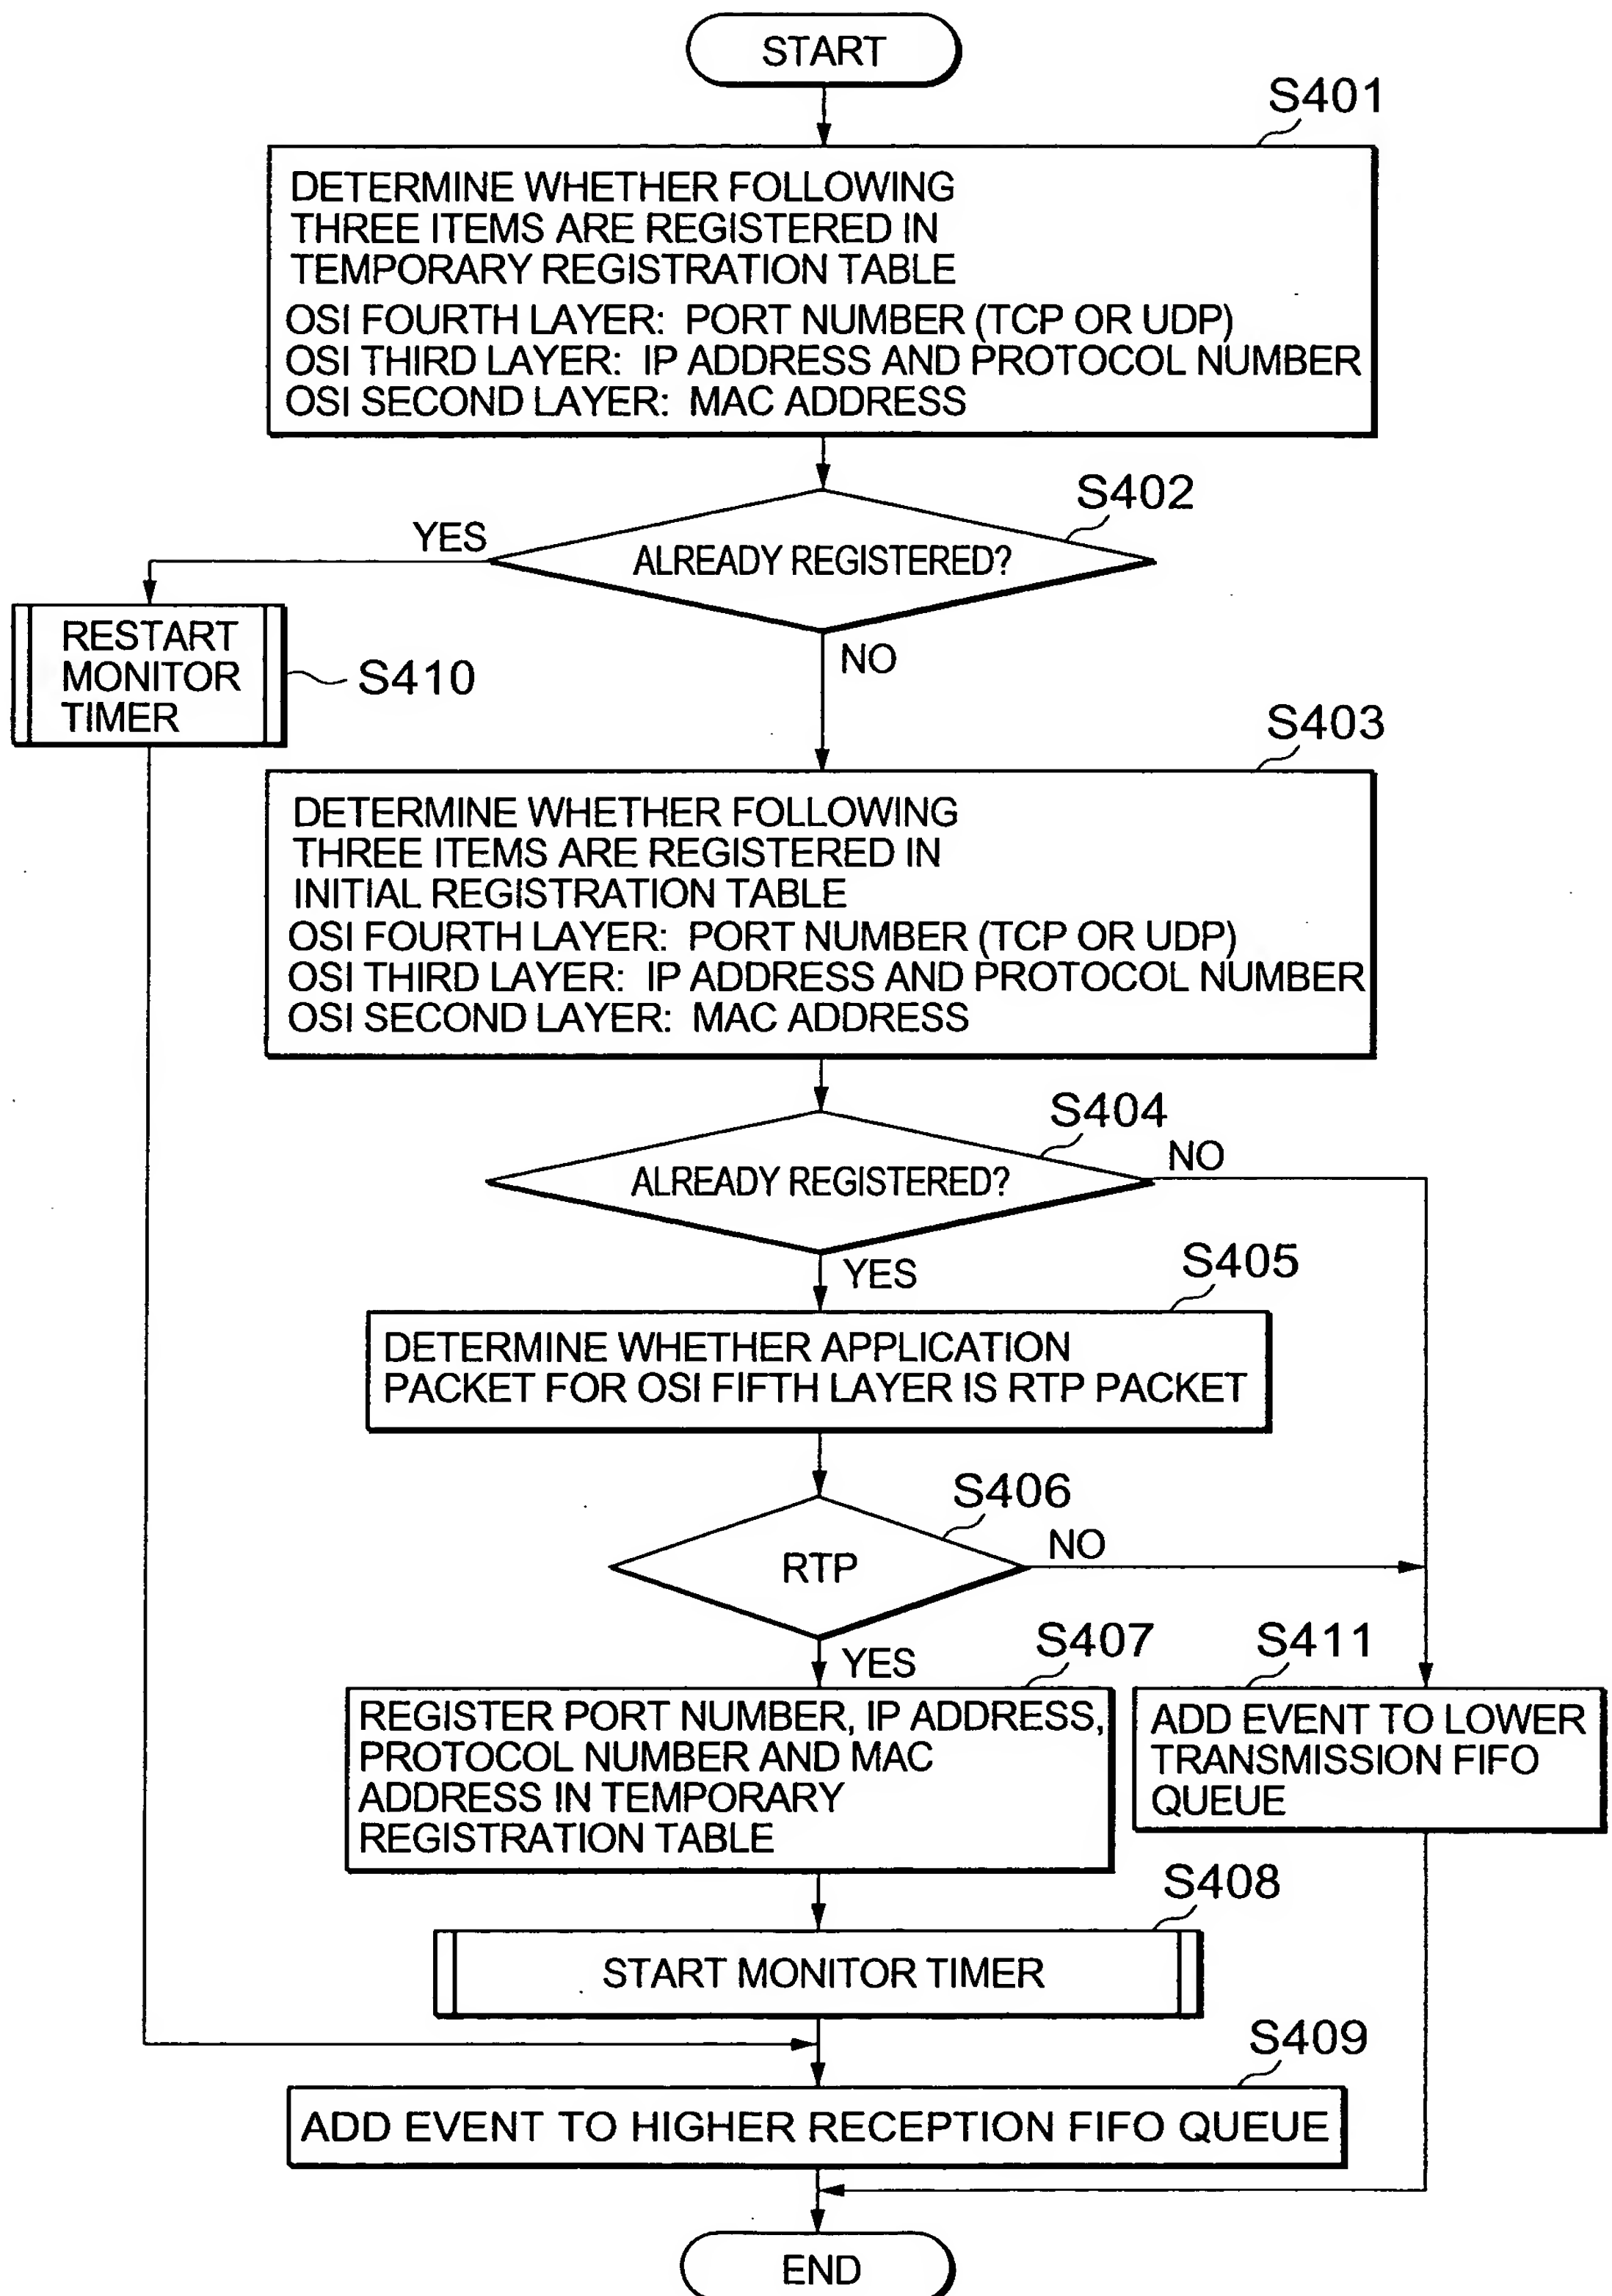 START
S401
DETERMINE WHETHER FOLLOWING
THREE ITEMS ARE REGISTERED IN
TEMPORARY REGISTRATION TABLE
OSI FOURTH LAYER: PORT NUMBER (TCP OR UDP)
OSI THIRD LAYER: IP ADDRESS AND PROTOCOL NUMBER
OSI SECOND LAYER: MAC ADDRESS
S402
YES
ALREADY REGISTERED?
NO
RESTART
MONITOR
TIMER
S410
S403
DETERMINE WHETHER FOLLOWING
THREE ITEMS ARE REGISTERED IN
INITIAL REGISTRATION TABLE
OSI FOURTH LAYER: PORT NUMBER (TCP OR UDP)
OSI THIRD LAYER: IP ADDRESS AND PROTOCOL NUMBER
OSI SECOND LAYER: MAC ADDRESS
S404
NO
ALREADY REGISTERED?
YES
S405
DETERMINE WHETHER APPLICATION
PACKET FOR OSI FIFTH LAYER IS RTP PACKET
S406
NO
RTP
YES
S407
REGISTER PORT NUMBER, IP ADDRESS,
PROTOCOL NUMBER AND MAC
ADDRESS IN TEMPORARY
REGISTRATION TABLE
S411
ADD EVENT TO LOWER
TRANSMISSION FIFO
QUEUE
S408
START MONITOR TIMER
S409
ADD EVENT TO HIGHER RECEPTION FIFO QUEUE
END